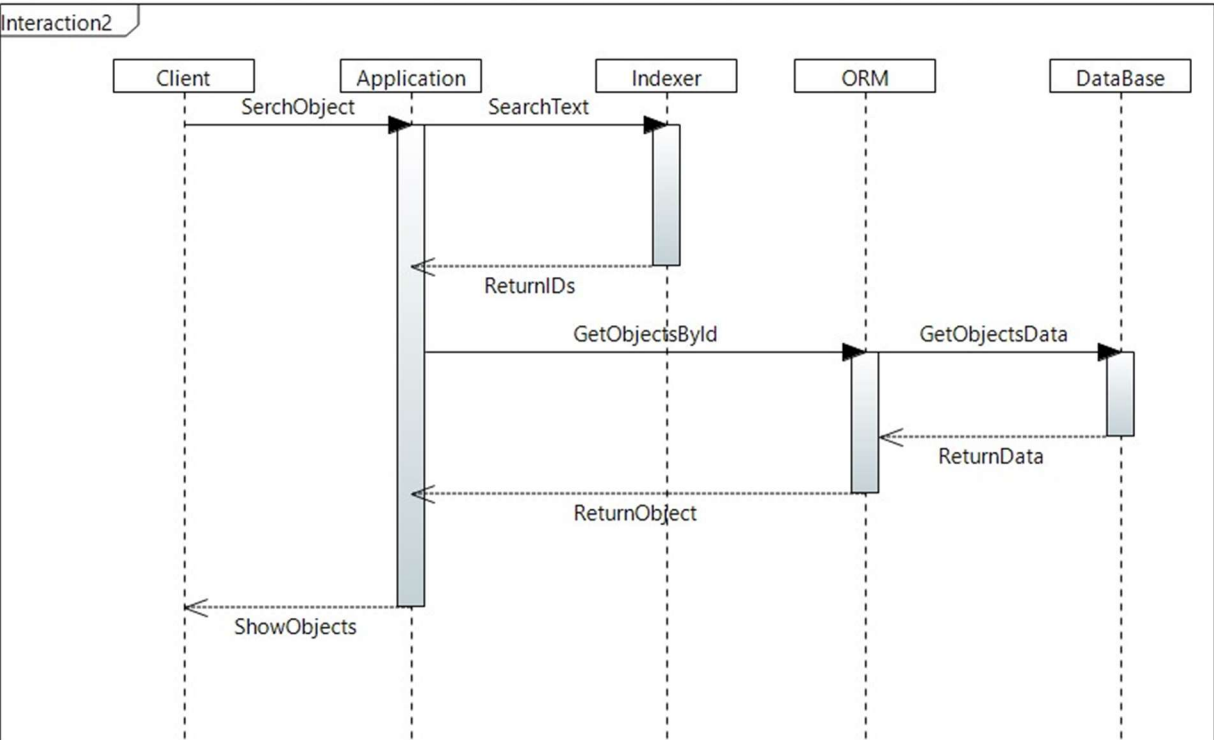 Interaction2
Client
Application
Indexer
ORM
DataBase
SerchObject
SearchText
ReturnIDs
GetObjectsById
GetObjectsData
ReturnData
ReturnObject
ShowObjects